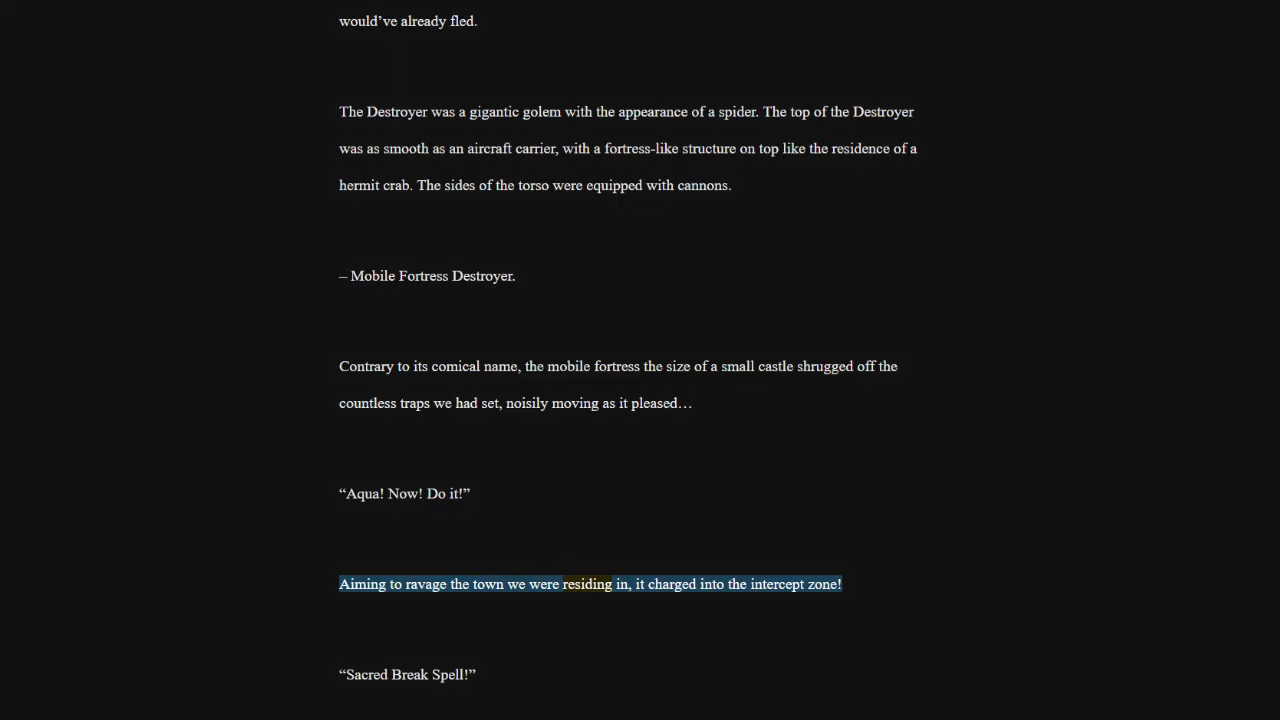 would’ve already fled.
The Destroyer was a gigantic golem with the appearance of a spider. The top of the Destroyer
was as smooth as an aircraft carrier, with a fortress-like structure on top like the residence of a
hermit crab. The sides of the torso were equipped with cannons.
– Mobile Fortress Destroyer.
Contrary to its comical name, the mobile fortress the size of a small castle shrugged off the
countless traps we had set, noisily moving as it pleased…
“Aqua! Now! Do it!”
Aiming to ravage the town we were residing in, it charged into the intercept zone!
“Sacred Break Spell!”